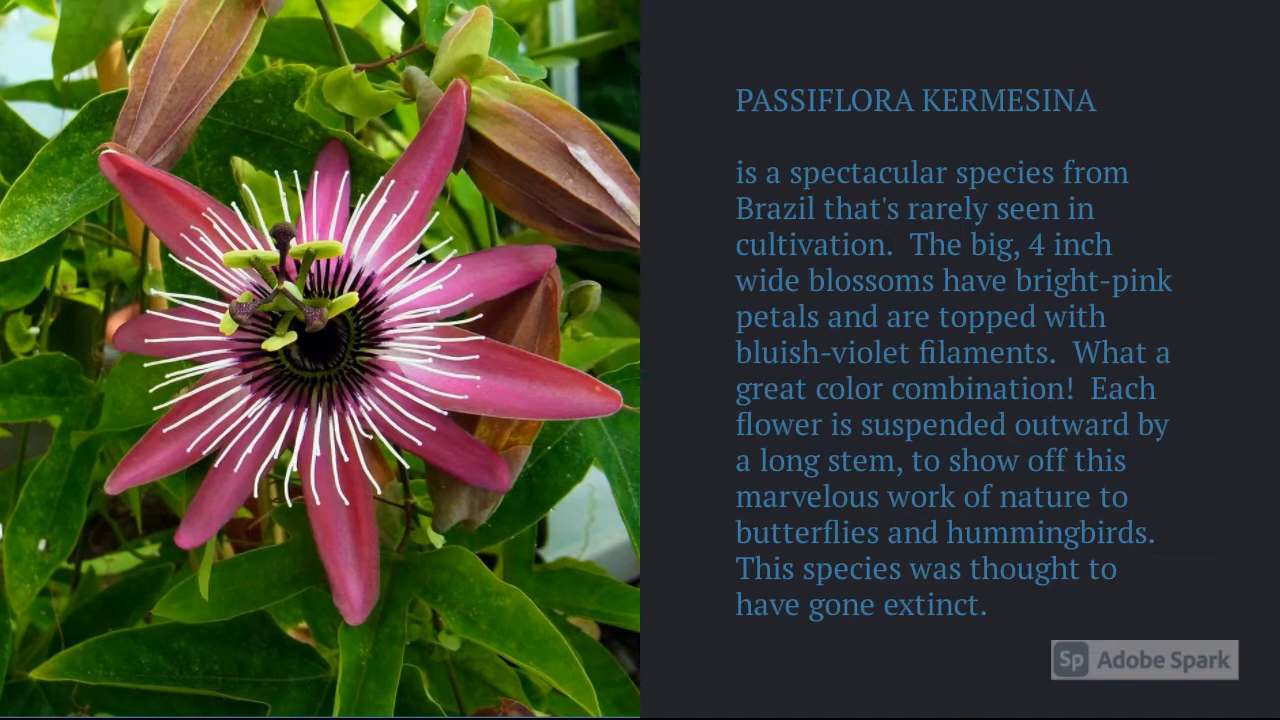 PASSIFLORA KERMESINA
is a spectacular species from
Brazil that's rarely seen in
cultivation.  The big, 4 inch
wide blossoms have bright-pink
petals and are topped with
bluish-violet filaments.  What a
great color combination!  Each
flower is suspended outward by
a long stem, to show off this
marvelous work of nature to
butterflies and hummingbirds.
This species was thought to
have gone extinct.
Sp Adobe Spark